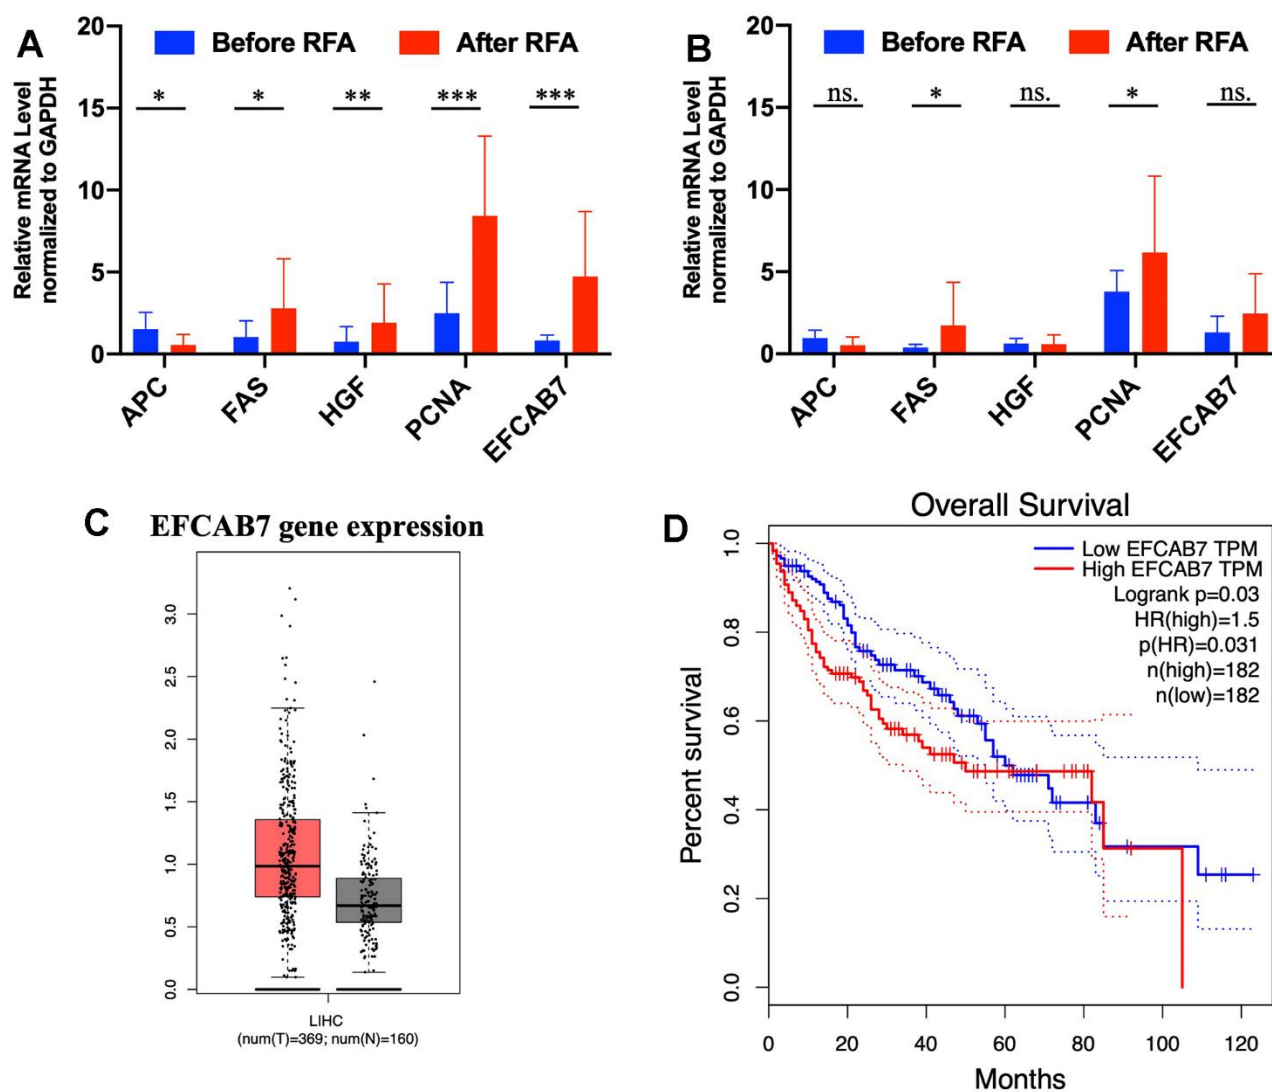 A
Before RFA After RFA
Relative mRNA Level
normalized to GAPDH
20
15
10
5
0
* * ** *** ***
APC FAS HGF PCNA EFCAB7
B
Before RFA After RFA
Relative mRNA Level
normalized to GAPDH
20
15
10
5
0
ns. * ns. * ns.
APC FAS HGF PCNA EFCAB7
C
EFCAB7 gene expression
3.0
2.5
2.0
1.5
1.0
0.5
0.0
LIHC
(num(T)=369; num(N)=160)
D
Overall Survival
Low EFCAB7 TPM
High EFCAB7 TPM
Logrank p=0.03
HR(high)=1.5
p(HR)=0.031
n(high)=182
n(low)=182
Percent survival
1.0
0.8
0.6
0.4
0.2
0.0
0 20 40 60 80 100 120
Months